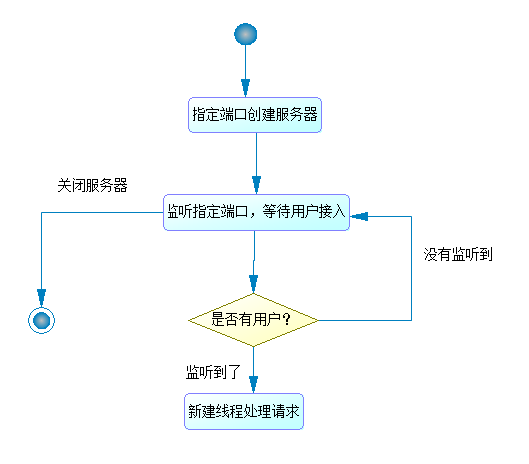 指定端口创建服务器
关闭服务器
监听指定端口，等待用户接入
没有监听到
是否有用户？
监听到了
新建线程处理请求